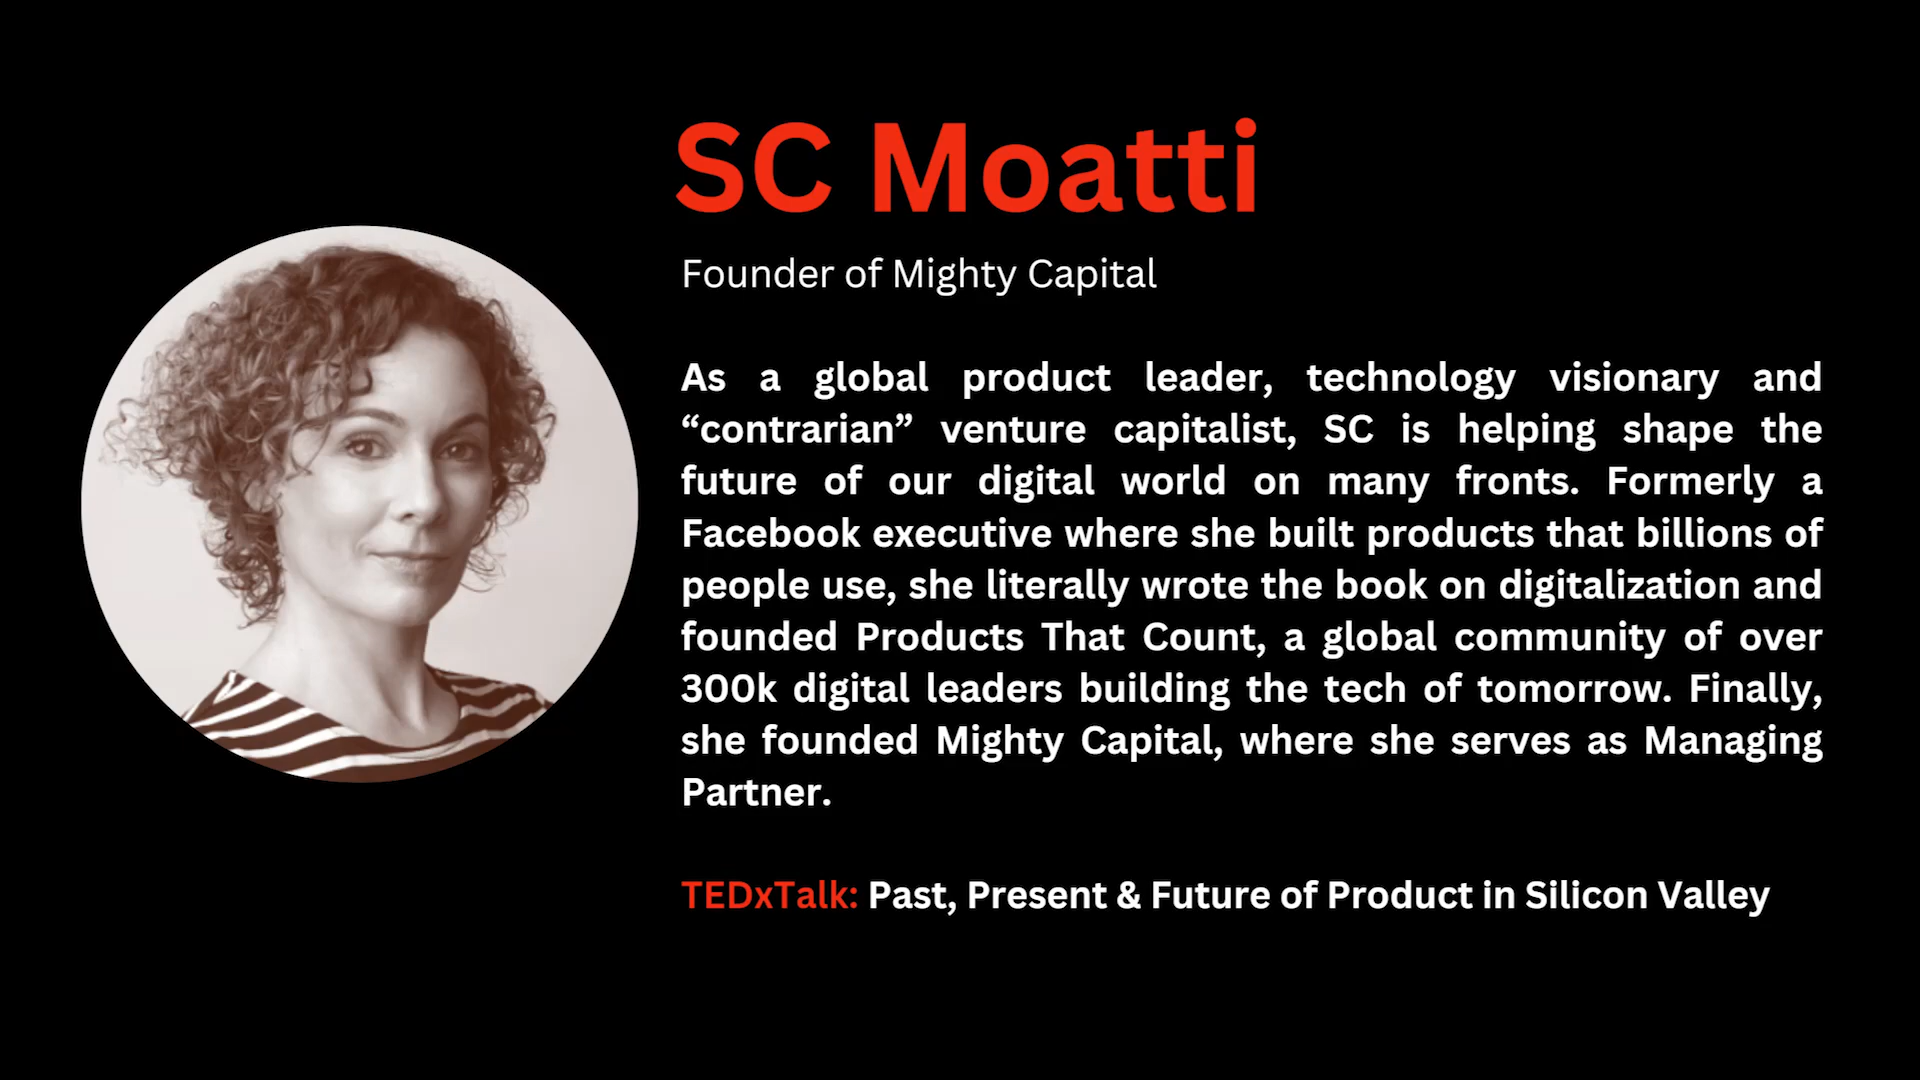 SC Moatti
Founder of Mighty Capital
As a global product leader, technology visionary and
“contrarian” venture capitalist, SC is helping shape the
future of our digital world on many fronts. Formerly a
Facebook executive where she built products that billions of
people use, she literally wrote the book on digitalization and
founded Products That Count, a global community of over
300k digital leaders building the tech of tomorrow. Finally,
she founded Mighty Capital, where she serves as Managing
Partner.
TEDxTalk: Past, Present & Future of Product in Silicon Valley